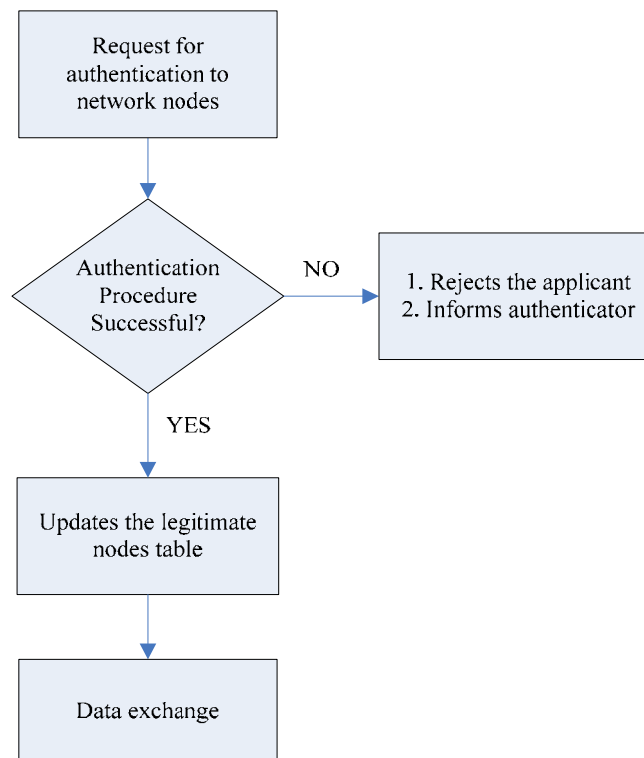 Request for
authentication to
network nodes
Authentication
Procedure
Successful?
NO
1. Rejects the applicant
2. Informs authenticator
YES
Updates the legitimate
nodes table
Data exchange